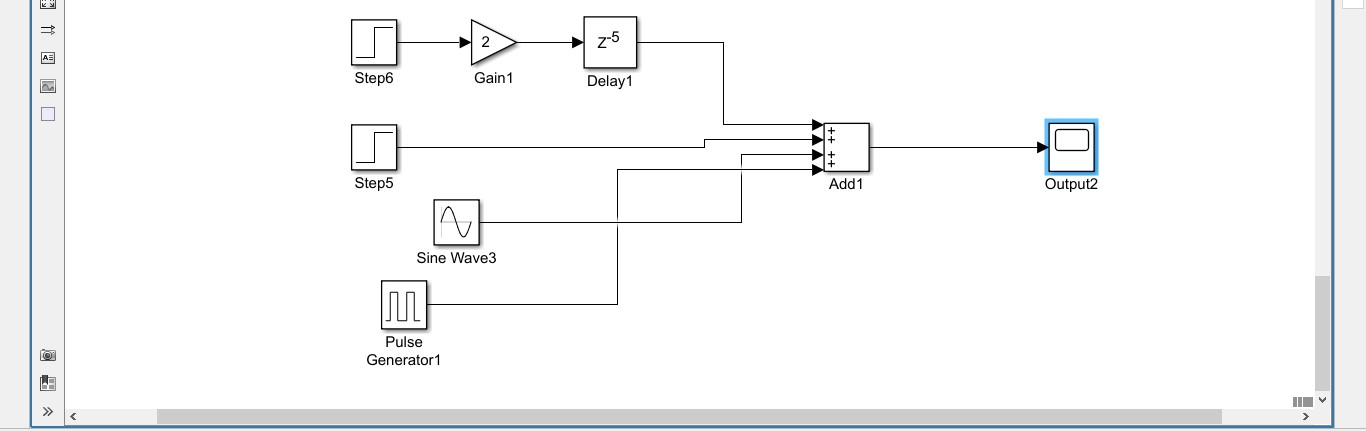 2
Z-5
Step6
Gain1
Delay1
+
+
+
+
Step5
Add1
Output2
Sine Wave3
Pulse
Generator1